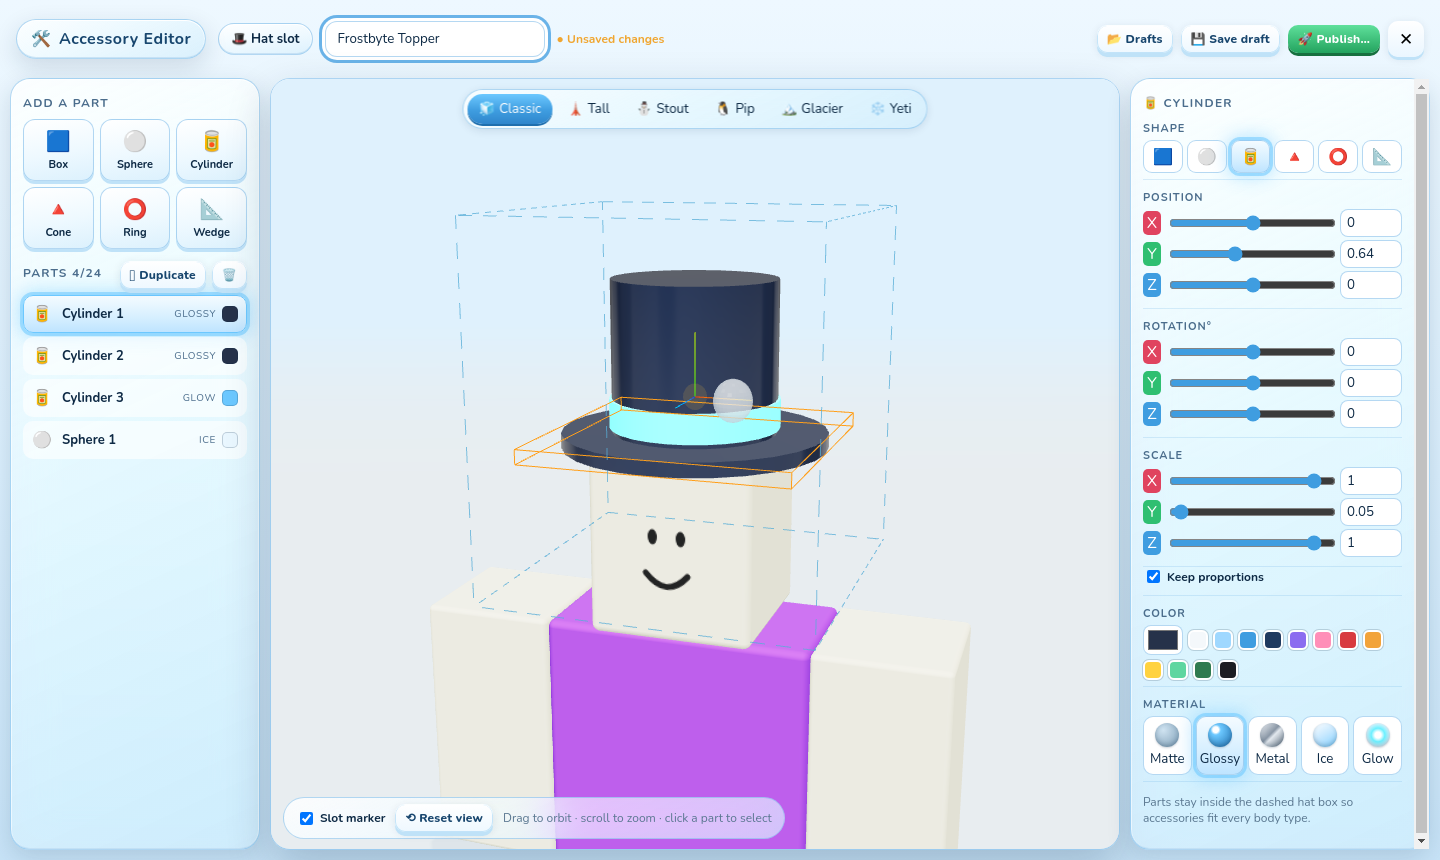 Accessory Editor
Hat slot
Frostbyte Topper
Unsaved changes
Drafts
Save draft
Publish...
ADD A PART
Box
Sphere
Cylinder
Cone
Ring
Wedge
PARTS 4/24
Duplicate
Cylinder 1
GLOSSY
Cylinder 2
GLOSSY
Cylinder 3
GLOW
Sphere 1
ICE
Classic
Tall
Stout
Pip
Glacier
Yeti
Slot marker
Reset view
Drag to orbit · scroll to zoom · click a part to select
CYLINDER
SHAPE
POSITION
X
0
Y
0.64
Z
0
ROTATION°
X
0
Y
0
Z
0
SCALE
X
1
Y
0.05
Z
1
Keep proportions
COLOR
MATERIAL
Matte
Glossy
Metal
Ice
Glow
Parts stay inside the dashed hat box so
accessories fit every body type.